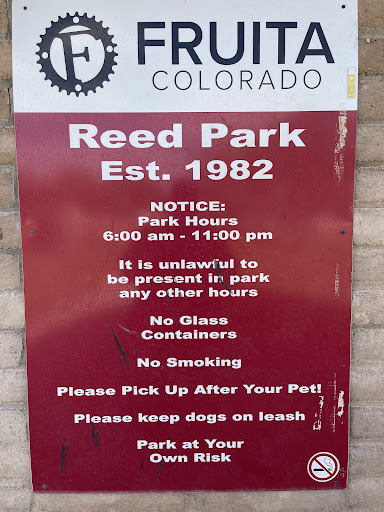 F
FRUITA
COLORADO
Reed Park
Est. 1982
NOTICE:
Park Hours
6:00 am - 11:00 pm
It is unlawful to
be present in park
any other hours
No Glass
Containers
No Smoking
Please Pick Up After Your Pet!
Please keep dogs on leash
Park at Your
Own Risk